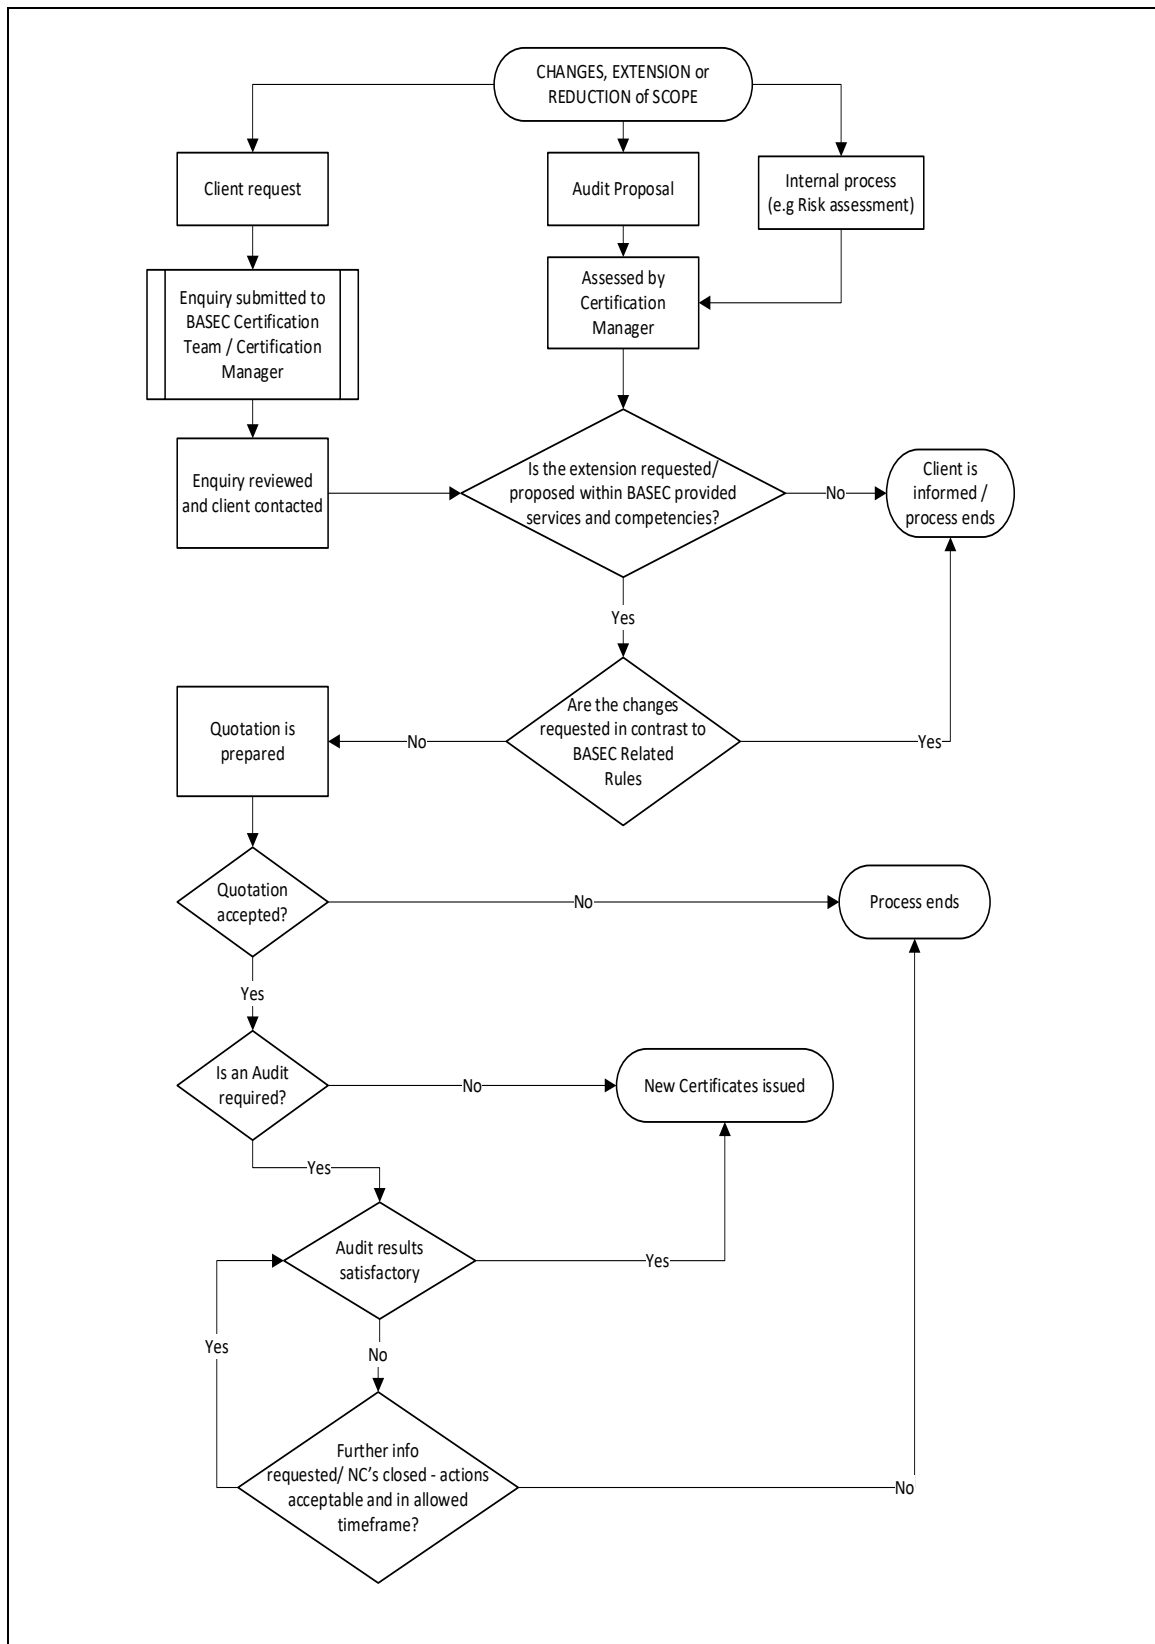 CHANGES, EXTENSION or
REDUCTION of SCOPE
Client request
Audit Proposal
Internal process
(e.g Risk assessment)
Enquiry submitted to
BASEC Certification
Team / Certification
Manager
Assessed by
Certification
Manager
Enquiry reviewed
and client contacted
Is the extension requested/
proposed within BASEC provided
services and competencies?
No
Client is
informed /
process ends
Yes
Are the changes
requested in contrast to
BASEC Related
Rules
No
Yes
Quotation is
prepared
Quotation
accepted?
No
Process ends
Yes
Is an Audit
required?
No
New Certificates issued
Yes
Audit results
satisfactory
Yes
Yes
No
Further info
requested/ NC's closed - actions
acceptable and in allowed
timeframe?
No